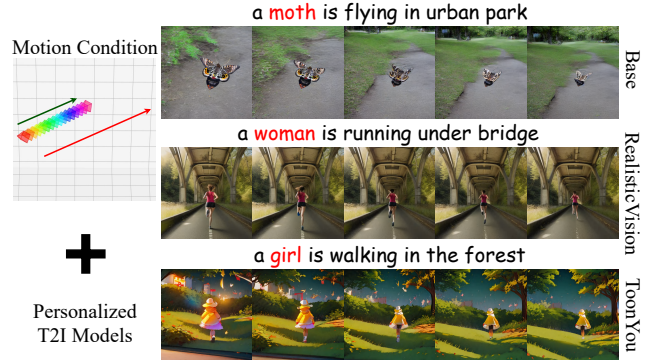 Motion Condition
a moth is flying in urban park
Base
a woman is running under bridge
RealisticVision
a girl is walking in the forest
ToonYou
Personalized
T2I Models